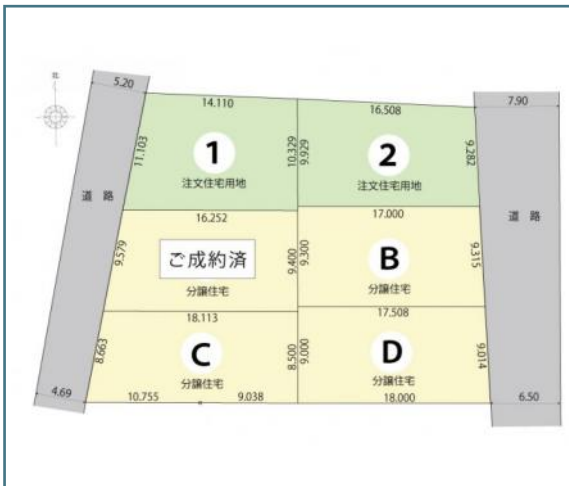 北
5.20
7.90
14.110
16.508
11.103
1
注文住宅用地
10.329
9.929
2
注文住宅用地
9.282
道路
道路
16.252
17.000
9.579
ご成約済
分譲住宅
9.400
9.300
B
分譲住宅
9.315
18.113
17.508
8.663
C
分譲住宅
8.500
9.000
D
分譲住宅
9.014
4.69
10.755
9.038
18.000
6.50